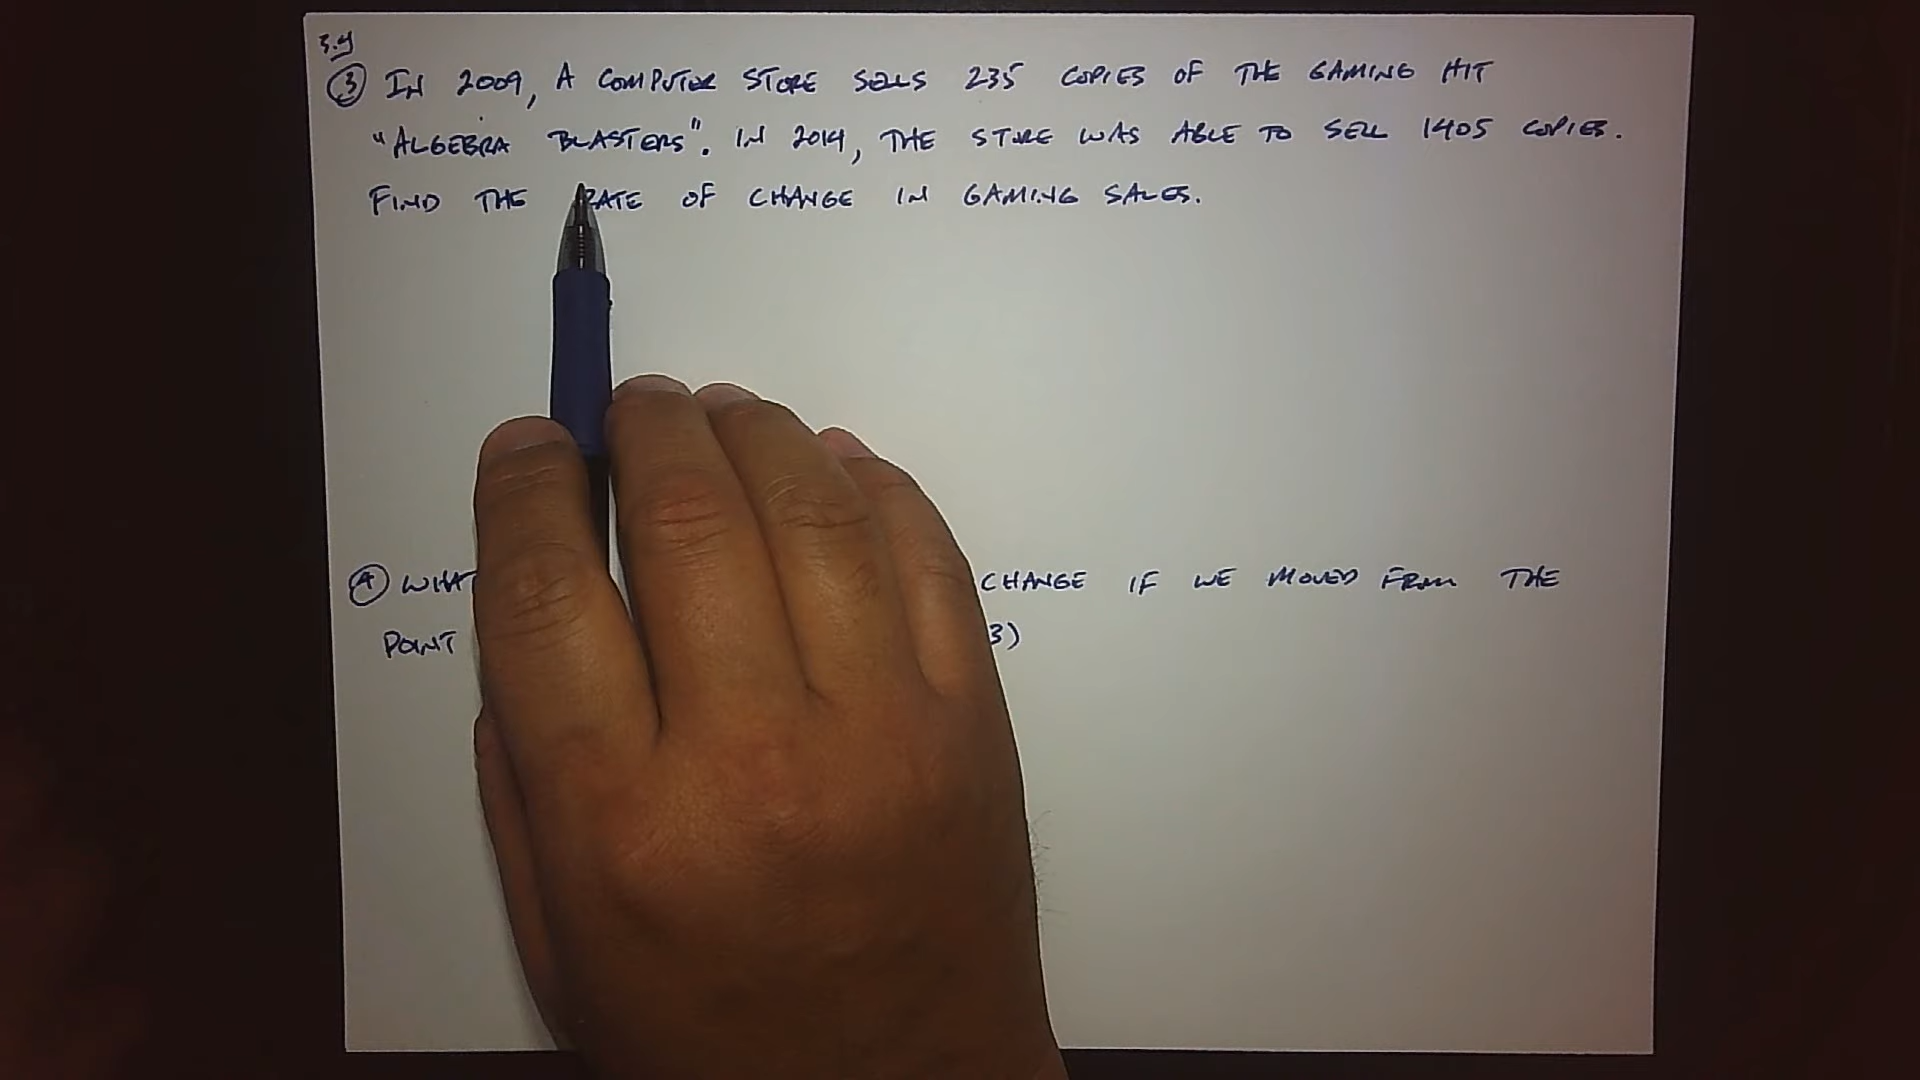 3.4
③ IN 2009, A COMPUTER STORE SELLS 235 COPIES OF THE GAMING HIT
"ALGEBRA BLASTERS". IN 2014, THE STORE WAS ABLE TO SELL 1405 COPIES.
FIND THE RATE OF CHANGE IN GAMING SALES.
④ WHAT CHANGE IF WE MOVED FROM THE
POINT 3)